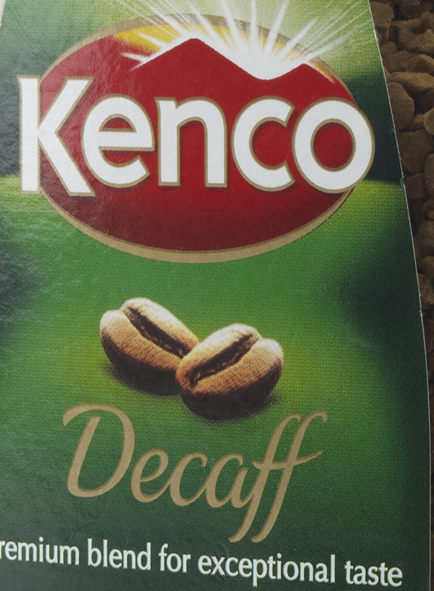 Kenco
Decaff
remium blend for exceptional taste